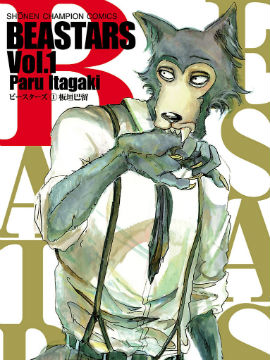 SHONEN CHAMPION COMICS
BEASTARS
Vol.1
Paru Itagaki
ビースターズ ① 板垣巴留
BEASTARS